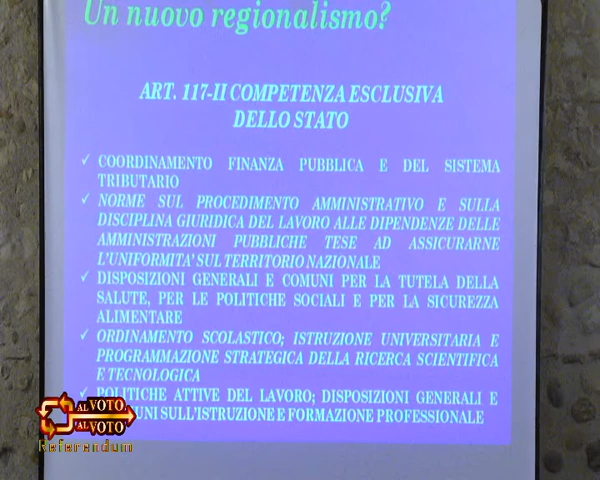 Un nuovo regionalismo?
ART. 117-II COMPETENZA ESCLUSIVA
DELLO STATO
✓ COORDINAMENTO FINANZA PUBBLICA E DEL SISTEMA
TRIBUTARIO
✓ NORME SUL PROCEDIMENTO AMMINISTRATIVO E SULLA
DISCIPLINA GIURIDICA DEL LAVORO ALLE DIPENDENZE DELLE
AMMINISTRAZIONI PUBBLICHE TESE AD ASSICURARNE
L'UNIFORMITA' SUL TERRITORIO NAZIONALE
✓ DISPOSIZIONI GENERALI E COMUNI PER LA TUTELA DELLA
SALUTE, PER LE POLITICHE SOCIALI E PER LA SICUREZZA
ALIMENTARE
✓ ORDINAMENTO SCOLASTICO; ISTRUZIONE UNIVERSITARIA E
PROGRAMMAZIONE STRATEGICA DELLA RICERCA SCIENTIFICA
E TECNOLOGICA
✓ POLITICHE ATTIVE DEL LAVORO; DISPOSIZIONI GENERALI E
UNI SULL'ISTRUZIONE E FORMAZIONE PROFESSIONALE
AL VOTO,
AL VOTO
Referendum